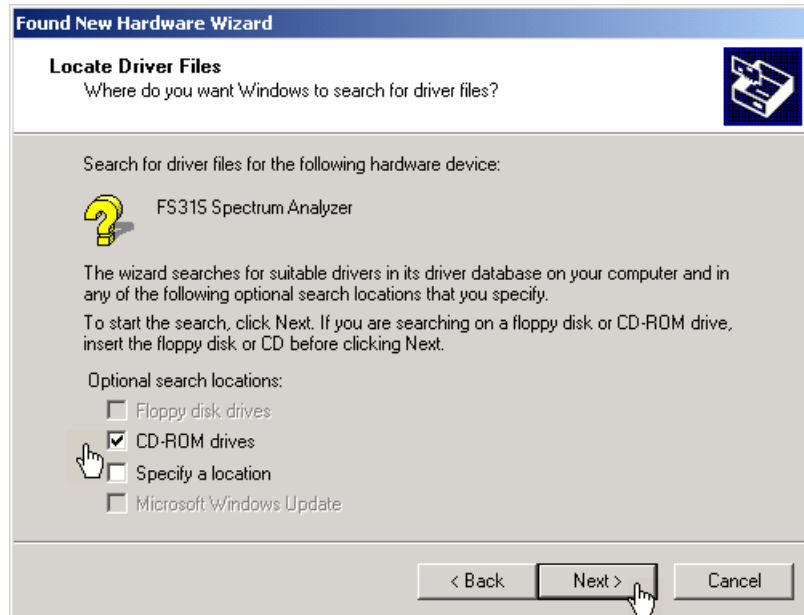 Found New Hardware Wizard
Locate Driver Files
Where do you want Windows to search for driver files?
Search for driver files for the following hardware device:
FS315 Spectrum Analyzer
The wizard searches for suitable drivers in its driver database on your computer and in
any of the following optional search locations that you specify.
To start the search, click Next. If you are searching on a floppy disk or CD-ROM drive,
insert the floppy disk or CD before clicking Next.
Optional search locations:
Floppy disk drives
CD-ROM drives
Specify a location
Microsoft Windows Update
< Back Next > Cancel